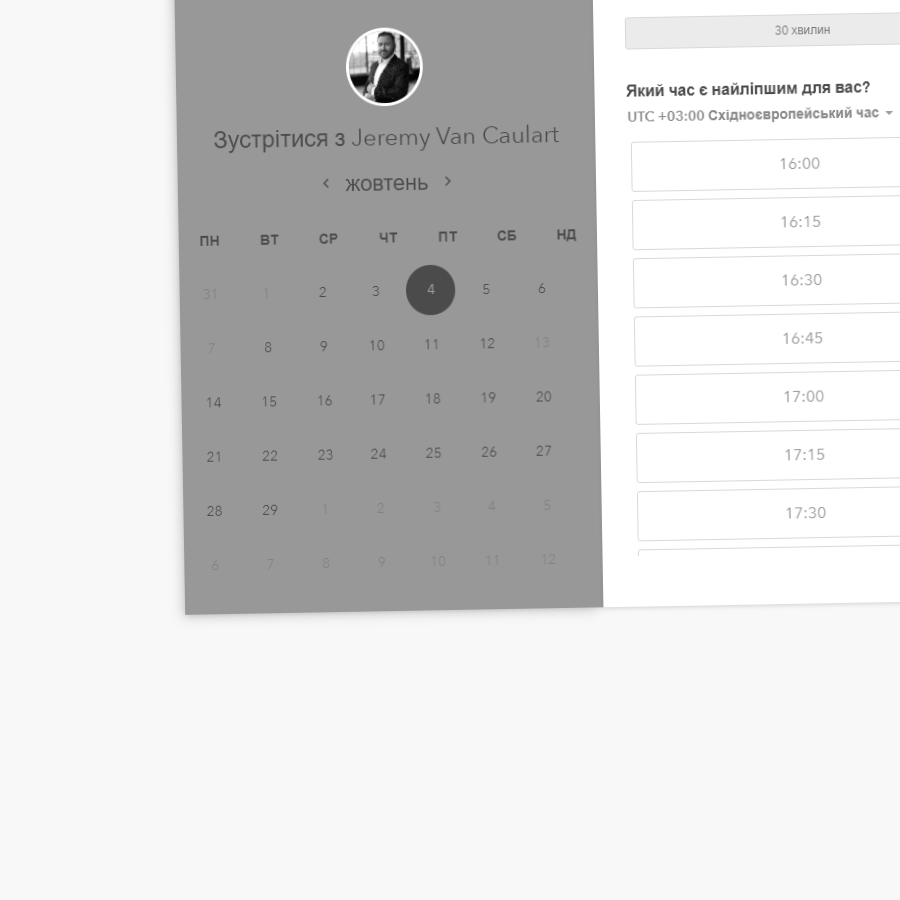 Зустрітися з Jeremy Van Caulart
жовтень
ПН ВТ СР ЧТ ПТ СБ НД
31 1 2 3 4 5 6
7 8 9 10 11 12 13
14 15 16 17 18 19 20
21 22 23 24 25 26 27
28 29 1 2 3 4 5
6 7 8 9 10 11 12
30 хвилин
Який час є найліпшим для вас?
UTC +03:00 Східноєвропейський час
16:00
16:15
16:30
16:45
17:00
17:15
17:30